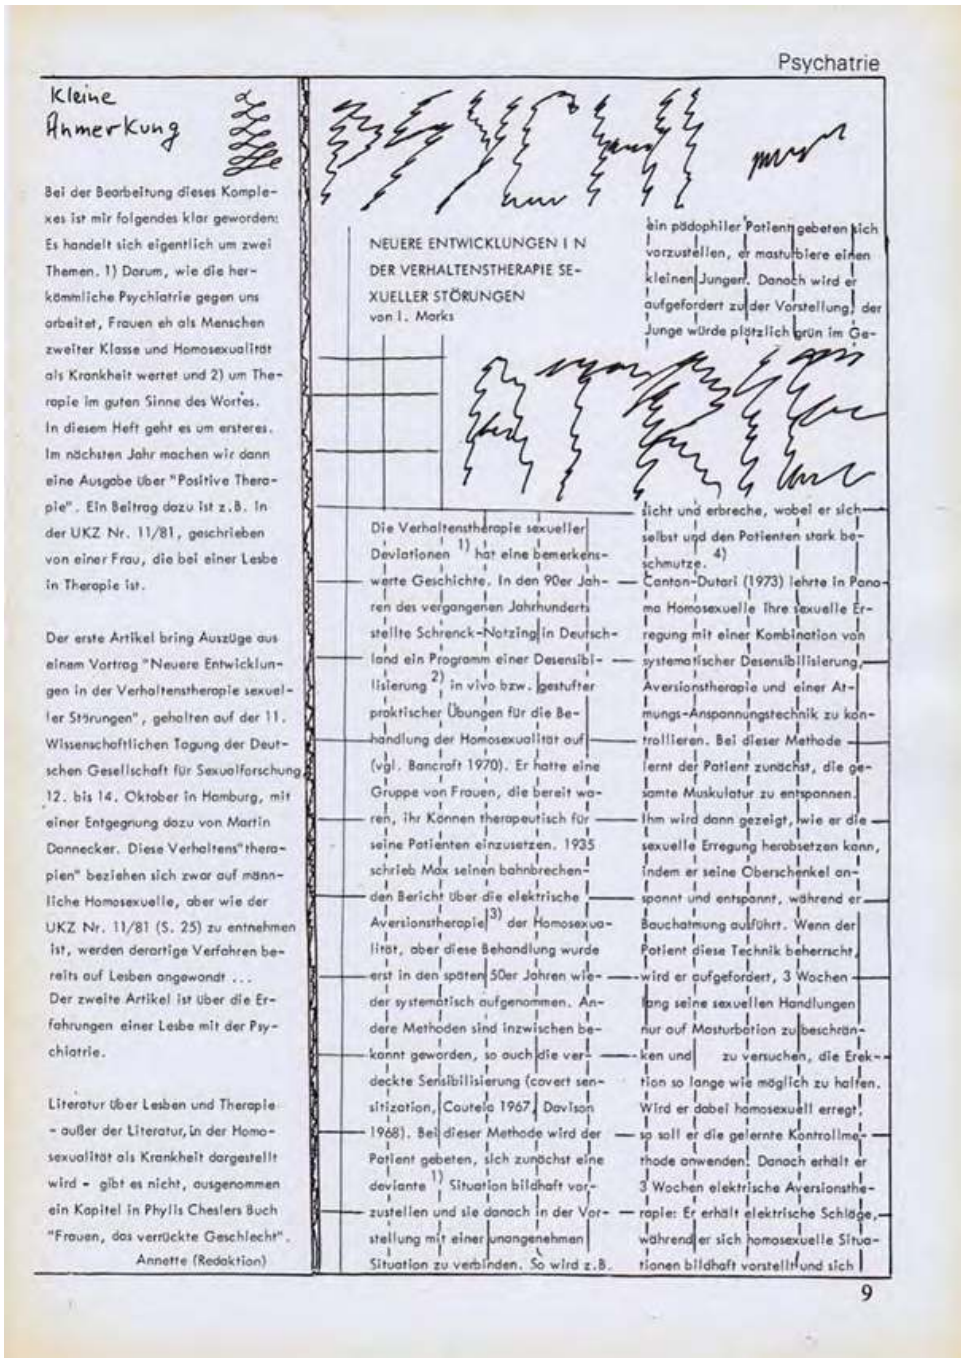 Psychatrie
Kleine
Anmerkung
Bei der Bearbeitung dieses Komple-
xes ist mir folgendes klar geworden:
Es handelt sich eigentlich um zwei
Themen. 1) Darum, wie die her-
kömmliche Psychiatrie gegen uns
arbeitet, Frauen eh als Menschen
zweiter Klasse und Homosexualität
als Krankheit wertet und 2) um The-
rapie im guten Sinne des Wortes.
In diesem Heft geht es um ersteres.
Im nächsten Jahr machen wir dann
eine Ausgabe über "Positive Thera-
pie". Ein Beitrag dazu ist z.B. in
der UKZ Nr. 11/81, geschrieben
von einer Frau, die bei einer Lesbe
in Therapie ist.
Der erste Artikel bring Auszüge aus
einem Vortrag "Neuere Entwicklun-
gen in der Verhaltenstherapie sexuel-
ler Störungen", gehalten auf der 11.
Wissenschaftlichen Tagung der Deut-
schen Gesellschaft für Sexualforschung
12. bis 14. Oktober in Hamburg, mit
einer Entgegnung dazu von Martin
Dannecker. Diese Verhaltens"thera-
pien" beziehen sich zwar auf männ-
liche Homosexuelle, aber wie der
UKZ Nr. 11/81 (S. 25) zu entnehmen
ist, werden derartige Verfahren be-
reits auf Lesben angewandt ...
Der zweite Artikel ist über die Er-
fahrungen einer Lesbe mit der Psy-
chiatrie.
Literatur über Lesben und Therapie
- außer der Literatur, in der Homo-
sexualität als Krankheit dargestellt
wird - gibt es nicht, ausgenommen
ein Kapitel in Phylis Cheslers Buch
"Frauen, das verrückte Geschlecht".
Annette (Redaktion)
NEUERE ENTWICKLUNGEN I N
DER VERHALTENSTHERAPIE SE-
XUELLER STÖRUNGEN
von I. Marks
Die Verhaltenstherapie sexueller
Deviationen 1) hat eine bemerkens-
werte Geschichte. In den 90er Jah-
ren des vergangenen Jahrhunderts
stellte Schrenck-Notzing in Deutsch-
land ein Programm einer Desensibi-
lisierung 2) in vivo bzw. gestufter
praktischer Übungen für die Be-
handlung der Homosexualität auf
(vgl. Bancroft 1970). Er hatte eine
Gruppe von Frauen, die bereit wa-
ren, ihr Können therapeutisch für
seine Patienten einzusetzen. 1935
schrieb Max seinen bahnbrechen-
den Bericht über die elektrische
Aversionstherapie 3) der Homosexua-
lität, aber diese Behandlung wurde
erst in den späten 50er Jahren wie-
der systematisch aufgenommen. An-
dere Methoden sind inzwischen be-
kannt geworden, so auch die ver-
deckte Sensibilisierung (covert sen-
sitization, Cautela 1967, Davison
1968). Bei dieser Methode wird der
Patient gebeten, sich zunächst eine
deviante 1) Situation bildhaft vor-
zustellen und sie danach in der Vor-
stellung mit einer unangenehmen
Situation zu verbinden. So wird z.B.
ein pädophiler Patient gebeten sich
vorzustellen, er masturbiere einen
kleinen Jungen. Danach wird er
aufgefordert zu der Vorstellung, der
Junge würde plötzlich grün im Ge-
sicht und erbreche, wobei er sich
selbst und den Patienten stark be-
schmutze. 4)
Canton-Dutari (1973) lehrte in Pana-
ma Homosexuelle ihre sexuelle Er-
regung mit einer Kombination von
systematischer Desensibilisierung,
Aversionstherapie und einer At-
mungs-Anspannungstechnik zu kon-
trollieren. Bei dieser Methode
lernt der Patient zunächst, die ge-
samte Muskulatur zu entspannen.
Ihm wird dann gezeigt, wie er die
sexuelle Erregung herabsetzen kann,
indem er seine Oberschenkel an-
spannt und entspannt, während er
Bauchatmung ausführt. Wenn der
Patient diese Technik beherrscht,
wird er aufgefordert, 3 Wochen
lang seine sexuellen Handlungen
nur auf Masturbation zu beschrän-
ken und zu versuchen, die Erek-
tion so lange wie möglich zu halten.
Wird er dabei homosexuell erregt,
so soll er die gelernte Kontrollme-
thode anwenden. Danach erhält er
3 Wochen elektrische Aversionsthe-
rapie: Er erhält elektrische Schläge,
während er sich homosexuelle Situa-
tionen bildhaft vorstellt und sich
9